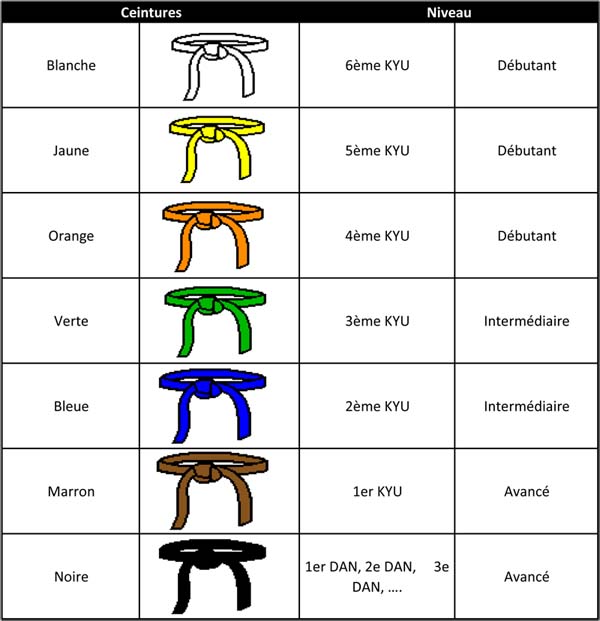 Ceintures Niveau
Blanche 6ème KYU Débutant
Jaune 5ème KYU Débutant
Orange 4ème KYU Débutant
Verte 3ème KYU Intermédiaire
Bleue 2ème KYU Intermédiaire
Marron 1er KYU Avancé
Noire 1er DAN, 2e DAN, 3e DAN, .... Avancé